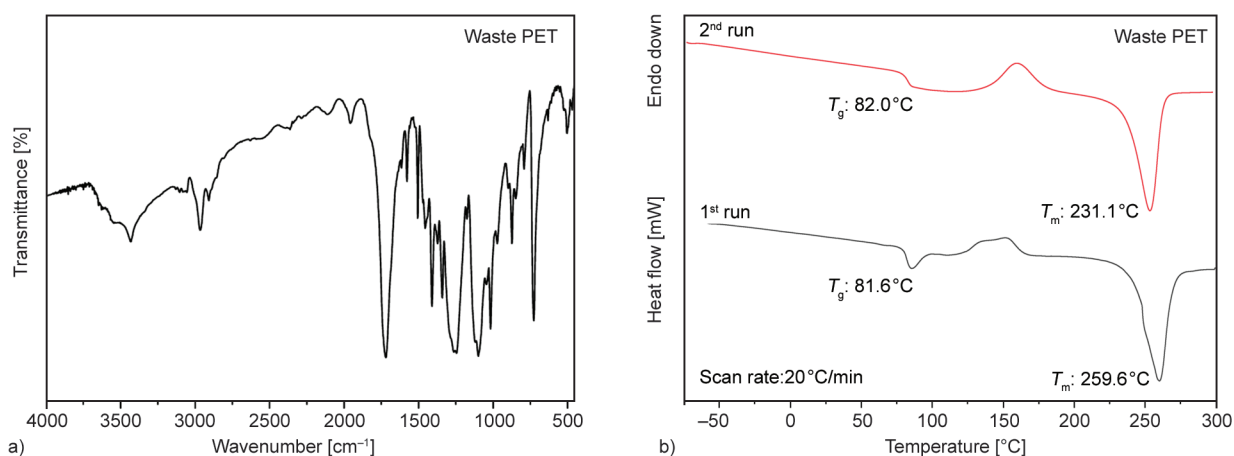 Waste PET
Transmittance [%]
4000 3500 3000 2500 2000 1500 1000 500
Wavenumber [cm⁻¹]
a)
2nd run
Waste PET
Endo down
Tg: 82.0°C
Tm: 231.1°C
1st run
Heat flow [mW]
Tg: 81.6°C
Tm: 259.6°C
Scan rate:20°C/min
−50 0 50 100 150 200 250 300
Temperature [°C]
b)